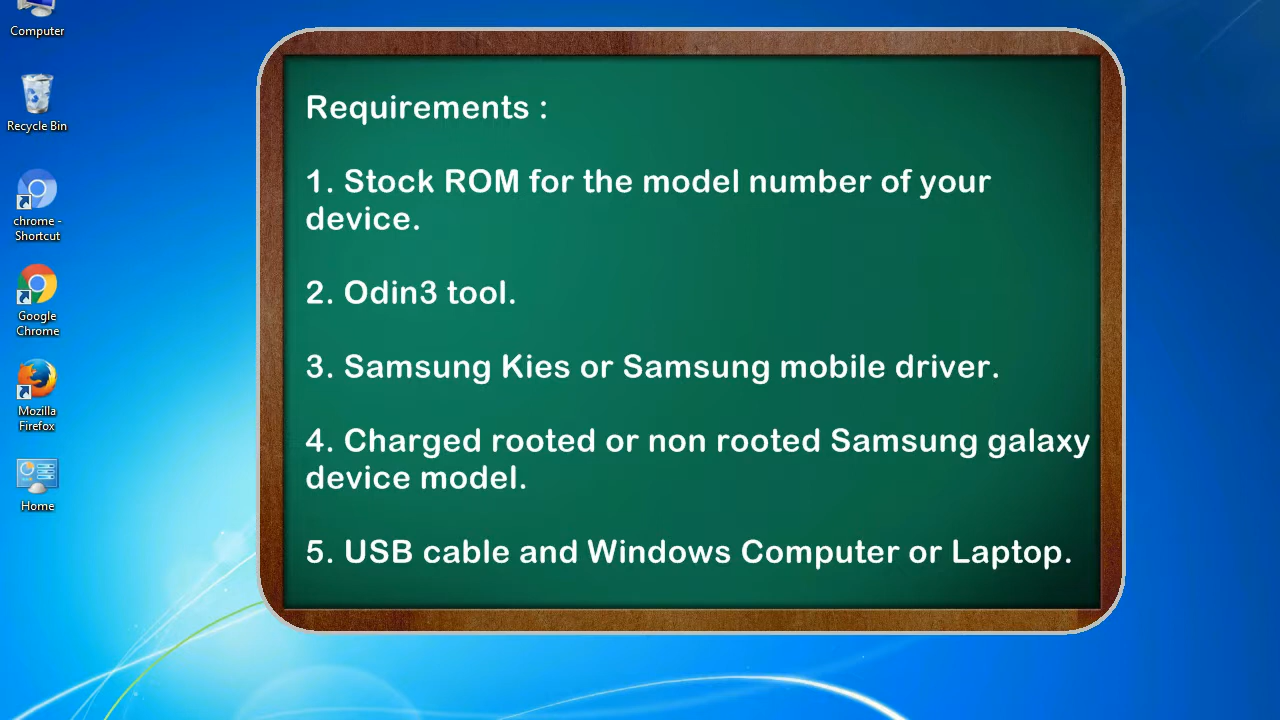 Computer
Recycle Bin
chrome -
Shortcut
Google
Chrome
Mozilla
Firefox
Home
Requirements :
1. Stock ROM for the model number of your
device.
2. Odin3 tool.
3. Samsung Kies or Samsung mobile driver.
4. Charged rooted or non rooted Samsung galaxy
device model.
5. USB cable and Windows Computer or Laptop.